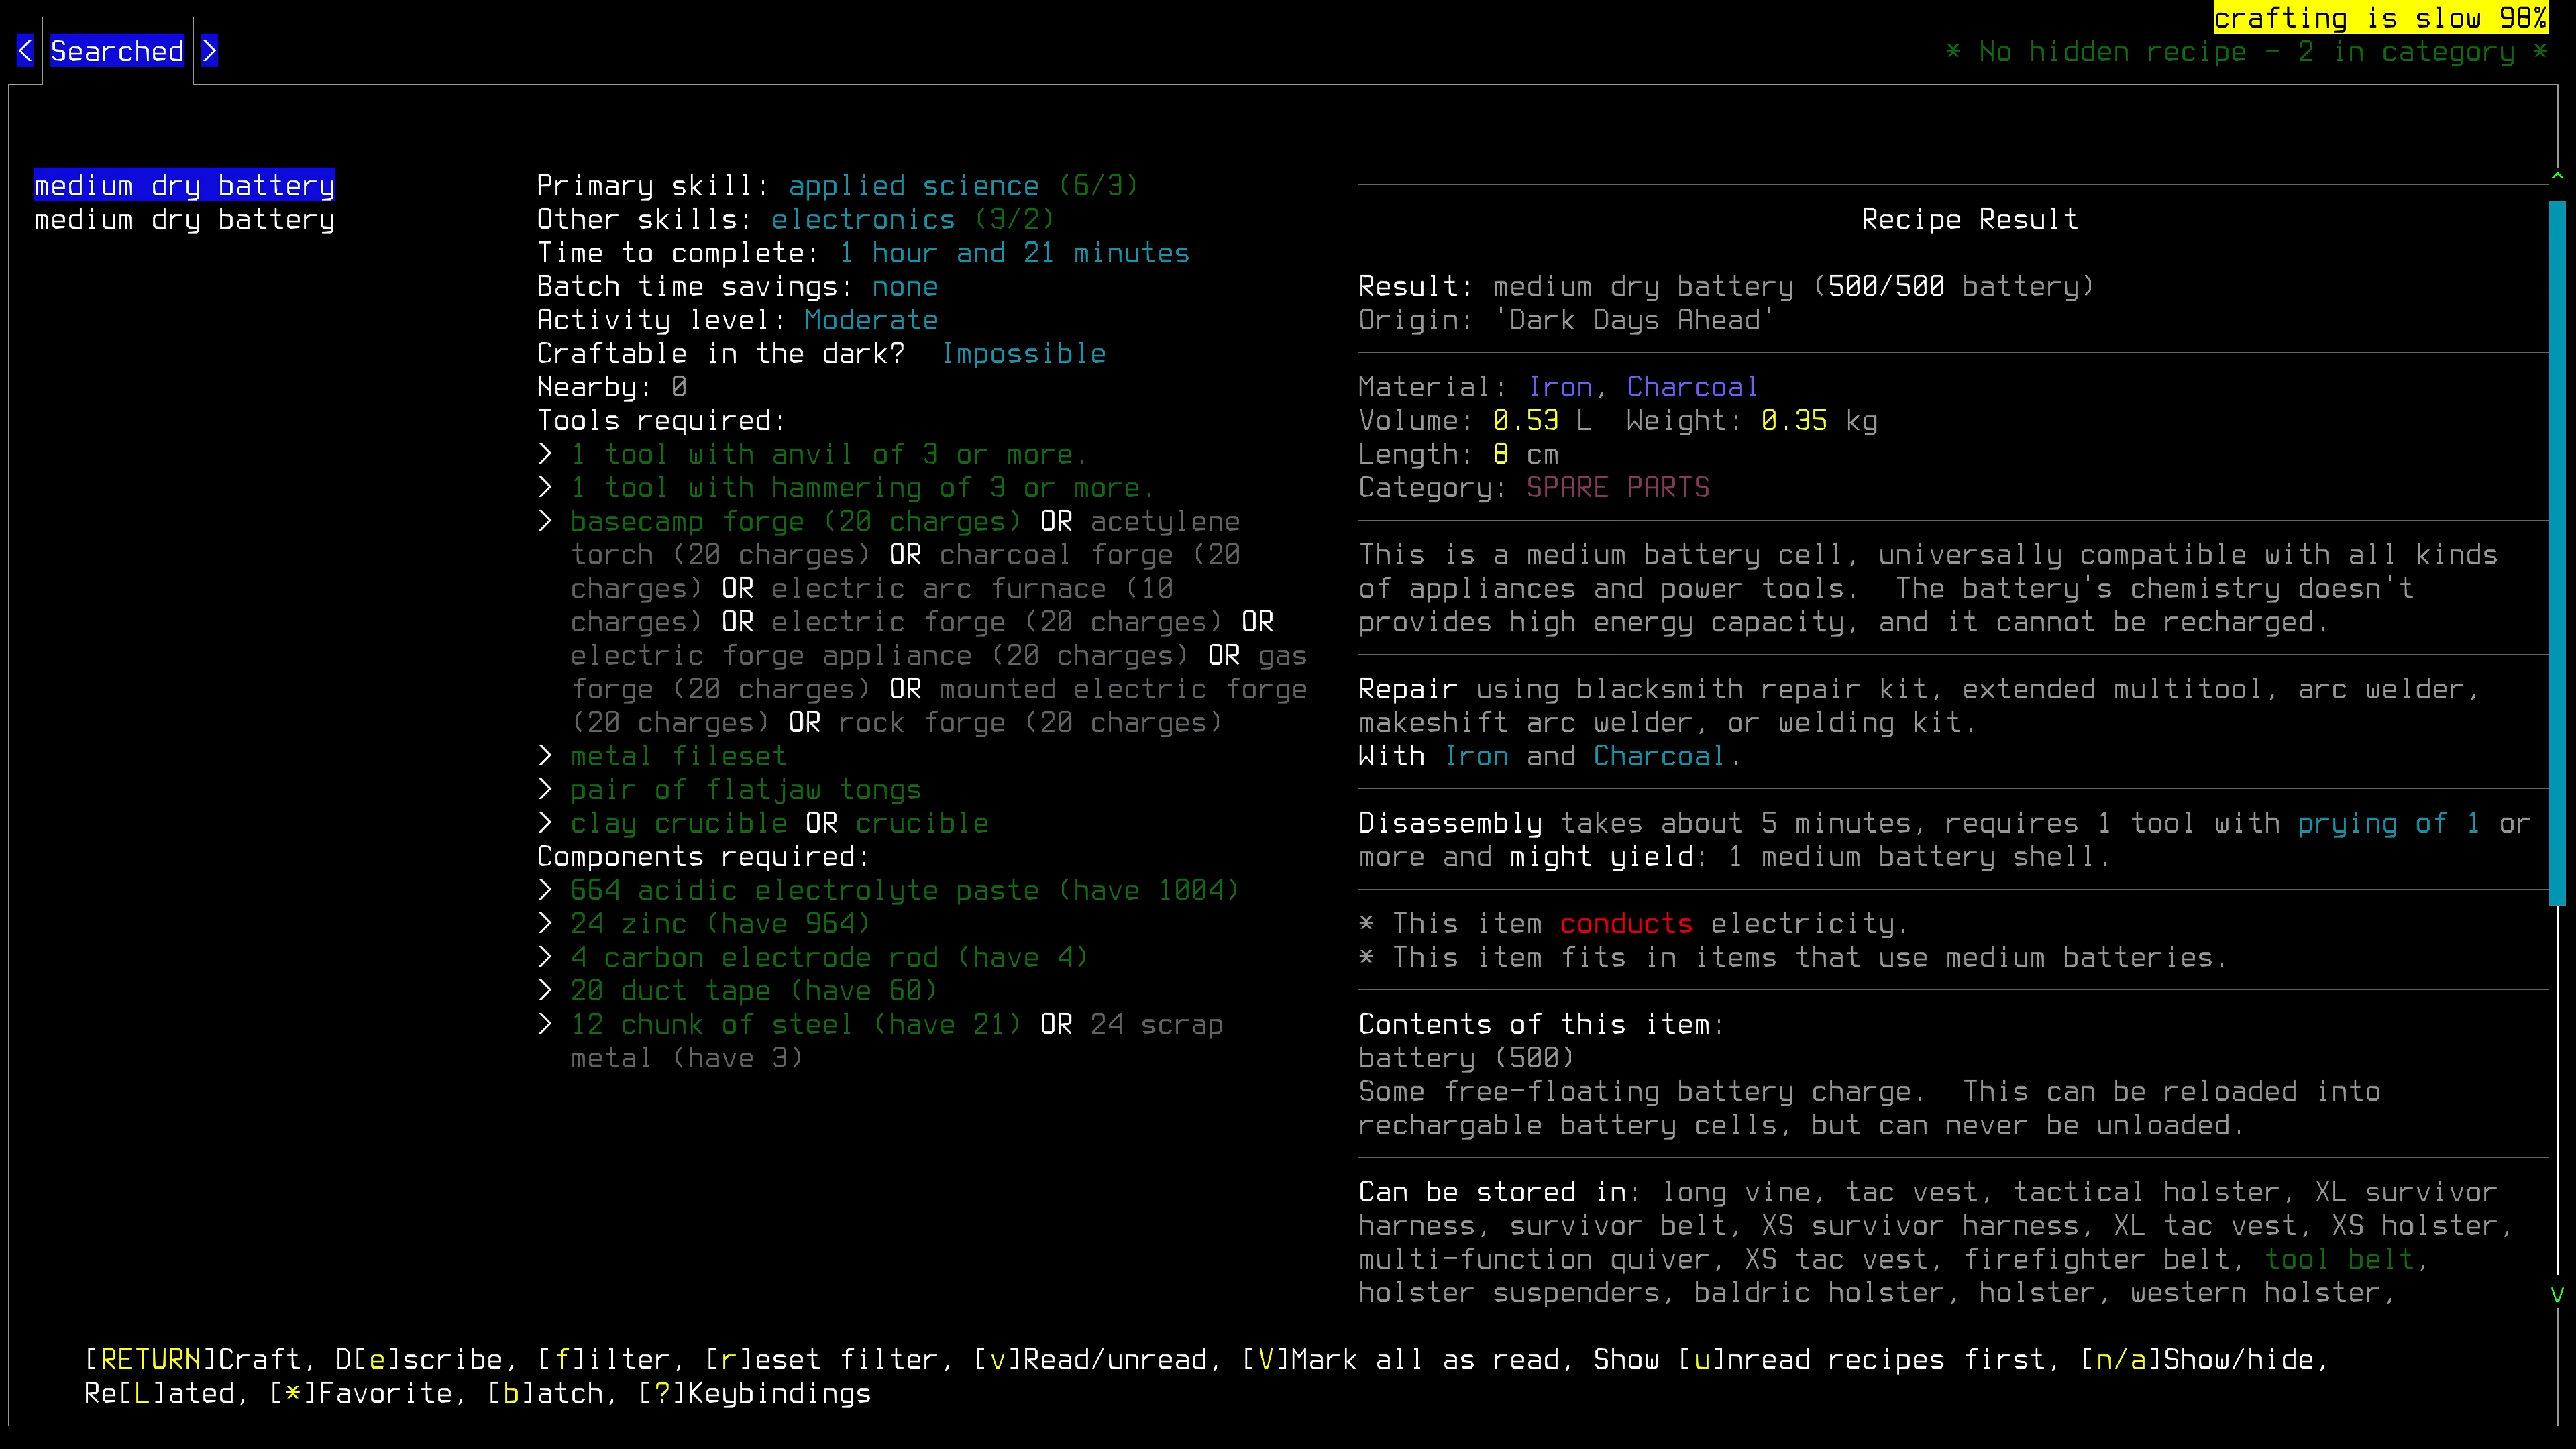 crafting is slow 98%
< Searched >
* No hidden recipe - 2 in category *
medium dry battery
medium dry battery
Primary skill: applied science (6/3)
Other skills: electronics (3/2)
Time to complete: 1 hour and 21 minutes
Batch time savings: none
Activity level: Moderate
Craftable in the dark?  Impossible
Nearby: 0
Tools required:
> 1 tool with anvil of 3 or more.
> 1 tool with hammering of 3 or more.
> basecamp forge (20 charges) OR acetylene
torch (20 charges) OR charcoal forge (20
charges) OR electric arc furnace (10
charges) OR electric forge (20 charges) OR
electric forge appliance (20 charges) OR gas
forge (20 charges) OR mounted electric forge
(20 charges) OR rock forge (20 charges)
> metal fileset
> pair of flatjaw tongs
> clay crucible OR crucible
Components required:
> 664 acidic electrolyte paste (have 1004)
> 24 zinc (have 964)
> 4 carbon electrode rod (have 4)
> 20 duct tape (have 60)
> 12 chunk of steel (have 21) OR 24 scrap
metal (have 3)
Recipe Result
Result: medium dry battery (500/500 battery)
Origin: 'Dark Days Ahead'
Material: Iron, Charcoal
Volume: 0.53 L  Weight: 0.35 kg
Length: 8 cm
Category: SPARE PARTS
This is a medium battery cell, universally compatible with all kinds
of appliances and power tools.  The battery's chemistry doesn't
provides high energy capacity, and it cannot be recharged.
Repair using blacksmith repair kit, extended multitool, arc welder,
makeshift arc welder, or welding kit.
With Iron and Charcoal.
Disassembly takes about 5 minutes, requires 1 tool with prying of 1 or
more and might yield: 1 medium battery shell.
* This item conducts electricity.
* This item fits in items that use medium batteries.
Contents of this item:
battery (500)
Some free-floating battery charge.  This can be reloaded into
rechargable battery cells, but can never be unloaded.
Can be stored in: long vine, tac vest, tactical holster, XL survivor
harness, survivor belt, XS survivor harness, XL tac vest, XS holster,
multi-function quiver, XS tac vest, firefighter belt, tool belt,
holster suspenders, baldric holster, holster, western holster,
[RETURN]Craft, D[e]scribe, [f]ilter, [r]eset filter, [v]Read/unread, [V]Mark all as read, Show [u]nread recipes first, [n/a]Show/hide,
Re[L]ated, [*]Favorite, [b]atch, [?]Keybindings